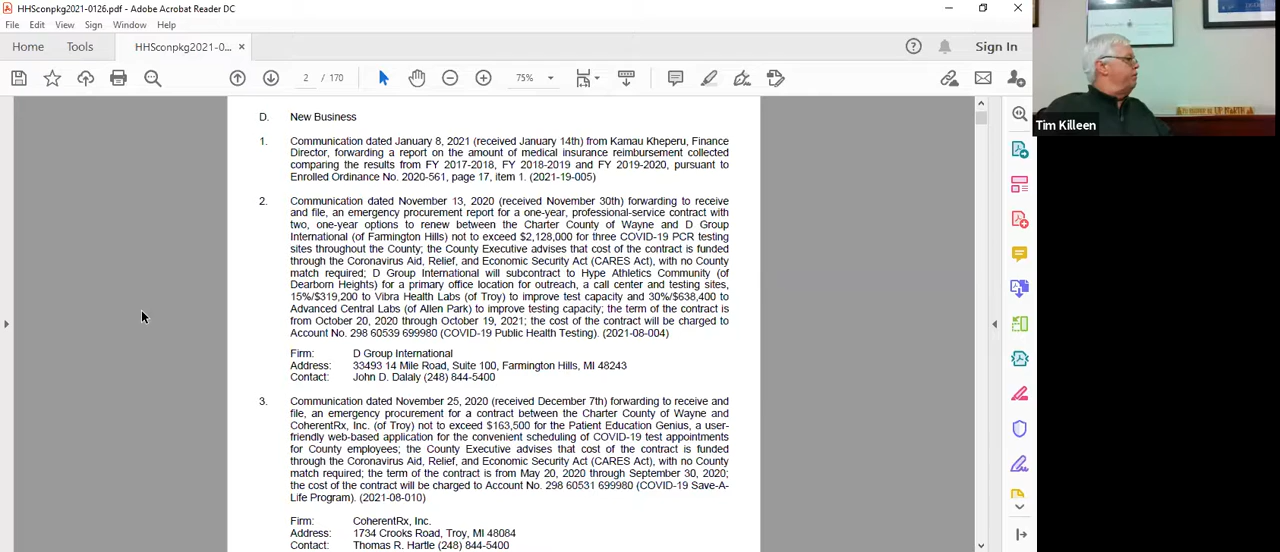 HHSconpkg2021-0126.pdf - Adobe Acrobat Reader DC
File Edit View Sign Window Help
Home Tools HHSconpkg2021-0... × Sign In
2 / 170 75%
D. New Business
1. Communication dated January 8, 2021 (received January 14th) from Kamau Kheperu, Finance
Director, forwarding a report on the amount of medical insurance reimbursement collected
comparing the results from FY 2017-2018, FY 2018-2019 and FY 2019-2020, pursuant to
Enrolled Ordinance No. 2020-561, page 17, item 1. (2021-19-005)
2. Communication dated November 13, 2020 (received November 30th) forwarding to receive
and file, an emergency procurement report for a one-year, professional-service contract with
two, one-year options to renew between the Charter County of Wayne and D Group
International (of Farmington Hills) not to exceed $2,128,000 for three COVID-19 PCR testing
sites throughout the County; the County Executive advises that cost of the contract is funded
through the Coronavirus Aid, Relief, and Economic Security Act (CARES Act), with no County
match required; D Group International will subcontract to Hype Athletics Community (of
Dearborn Heights) for a primary office location for outreach, a call center and testing sites,
15%/$319,200 to Vibra Health Labs (of Troy) to improve test capacity and 30%/$638,400 to
Advanced Central Labs (of Allen Park) to improve testing capacity; the term of the contract is
from October 20, 2020 through October 19, 2021; the cost of the contract will be charged to
Account No. 298 60539 699980 (COVID-19 Public Health Testing). (2021-08-004)
Firm: D Group International
Address: 33493 14 Mile Road, Suite 100, Farmington Hills, MI 48243
Contact: John D. Dalaly (248) 844-5400
3. Communication dated November 25, 2020 (received December 7th) forwarding to receive and
file, an emergency procurement for a contract between the Charter County of Wayne and
CoherentRx, Inc. (of Troy) not to exceed $163,500 for the Patient Education Genius, a user-
friendly web-based application for the convenient scheduling of COVID-19 test appointments
for County employees; the County Executive advises that cost of the contract is funded
through the Coronavirus Aid, Relief, and Economic Security Act (CARES Act), with no County
match required; the term of the contract is from May 20, 2020 through September 30, 2020;
the cost of the contract will be charged to Account No. 298 60531 699980 (COVID-19 Save-A-
Life Program). (2021-08-010)
Firm: CoherentRx, Inc.
Address: 1734 Crooks Road, Troy, MI 48084
Contact: Thomas R. Hartle (248) 844-5400
Tim Killeen